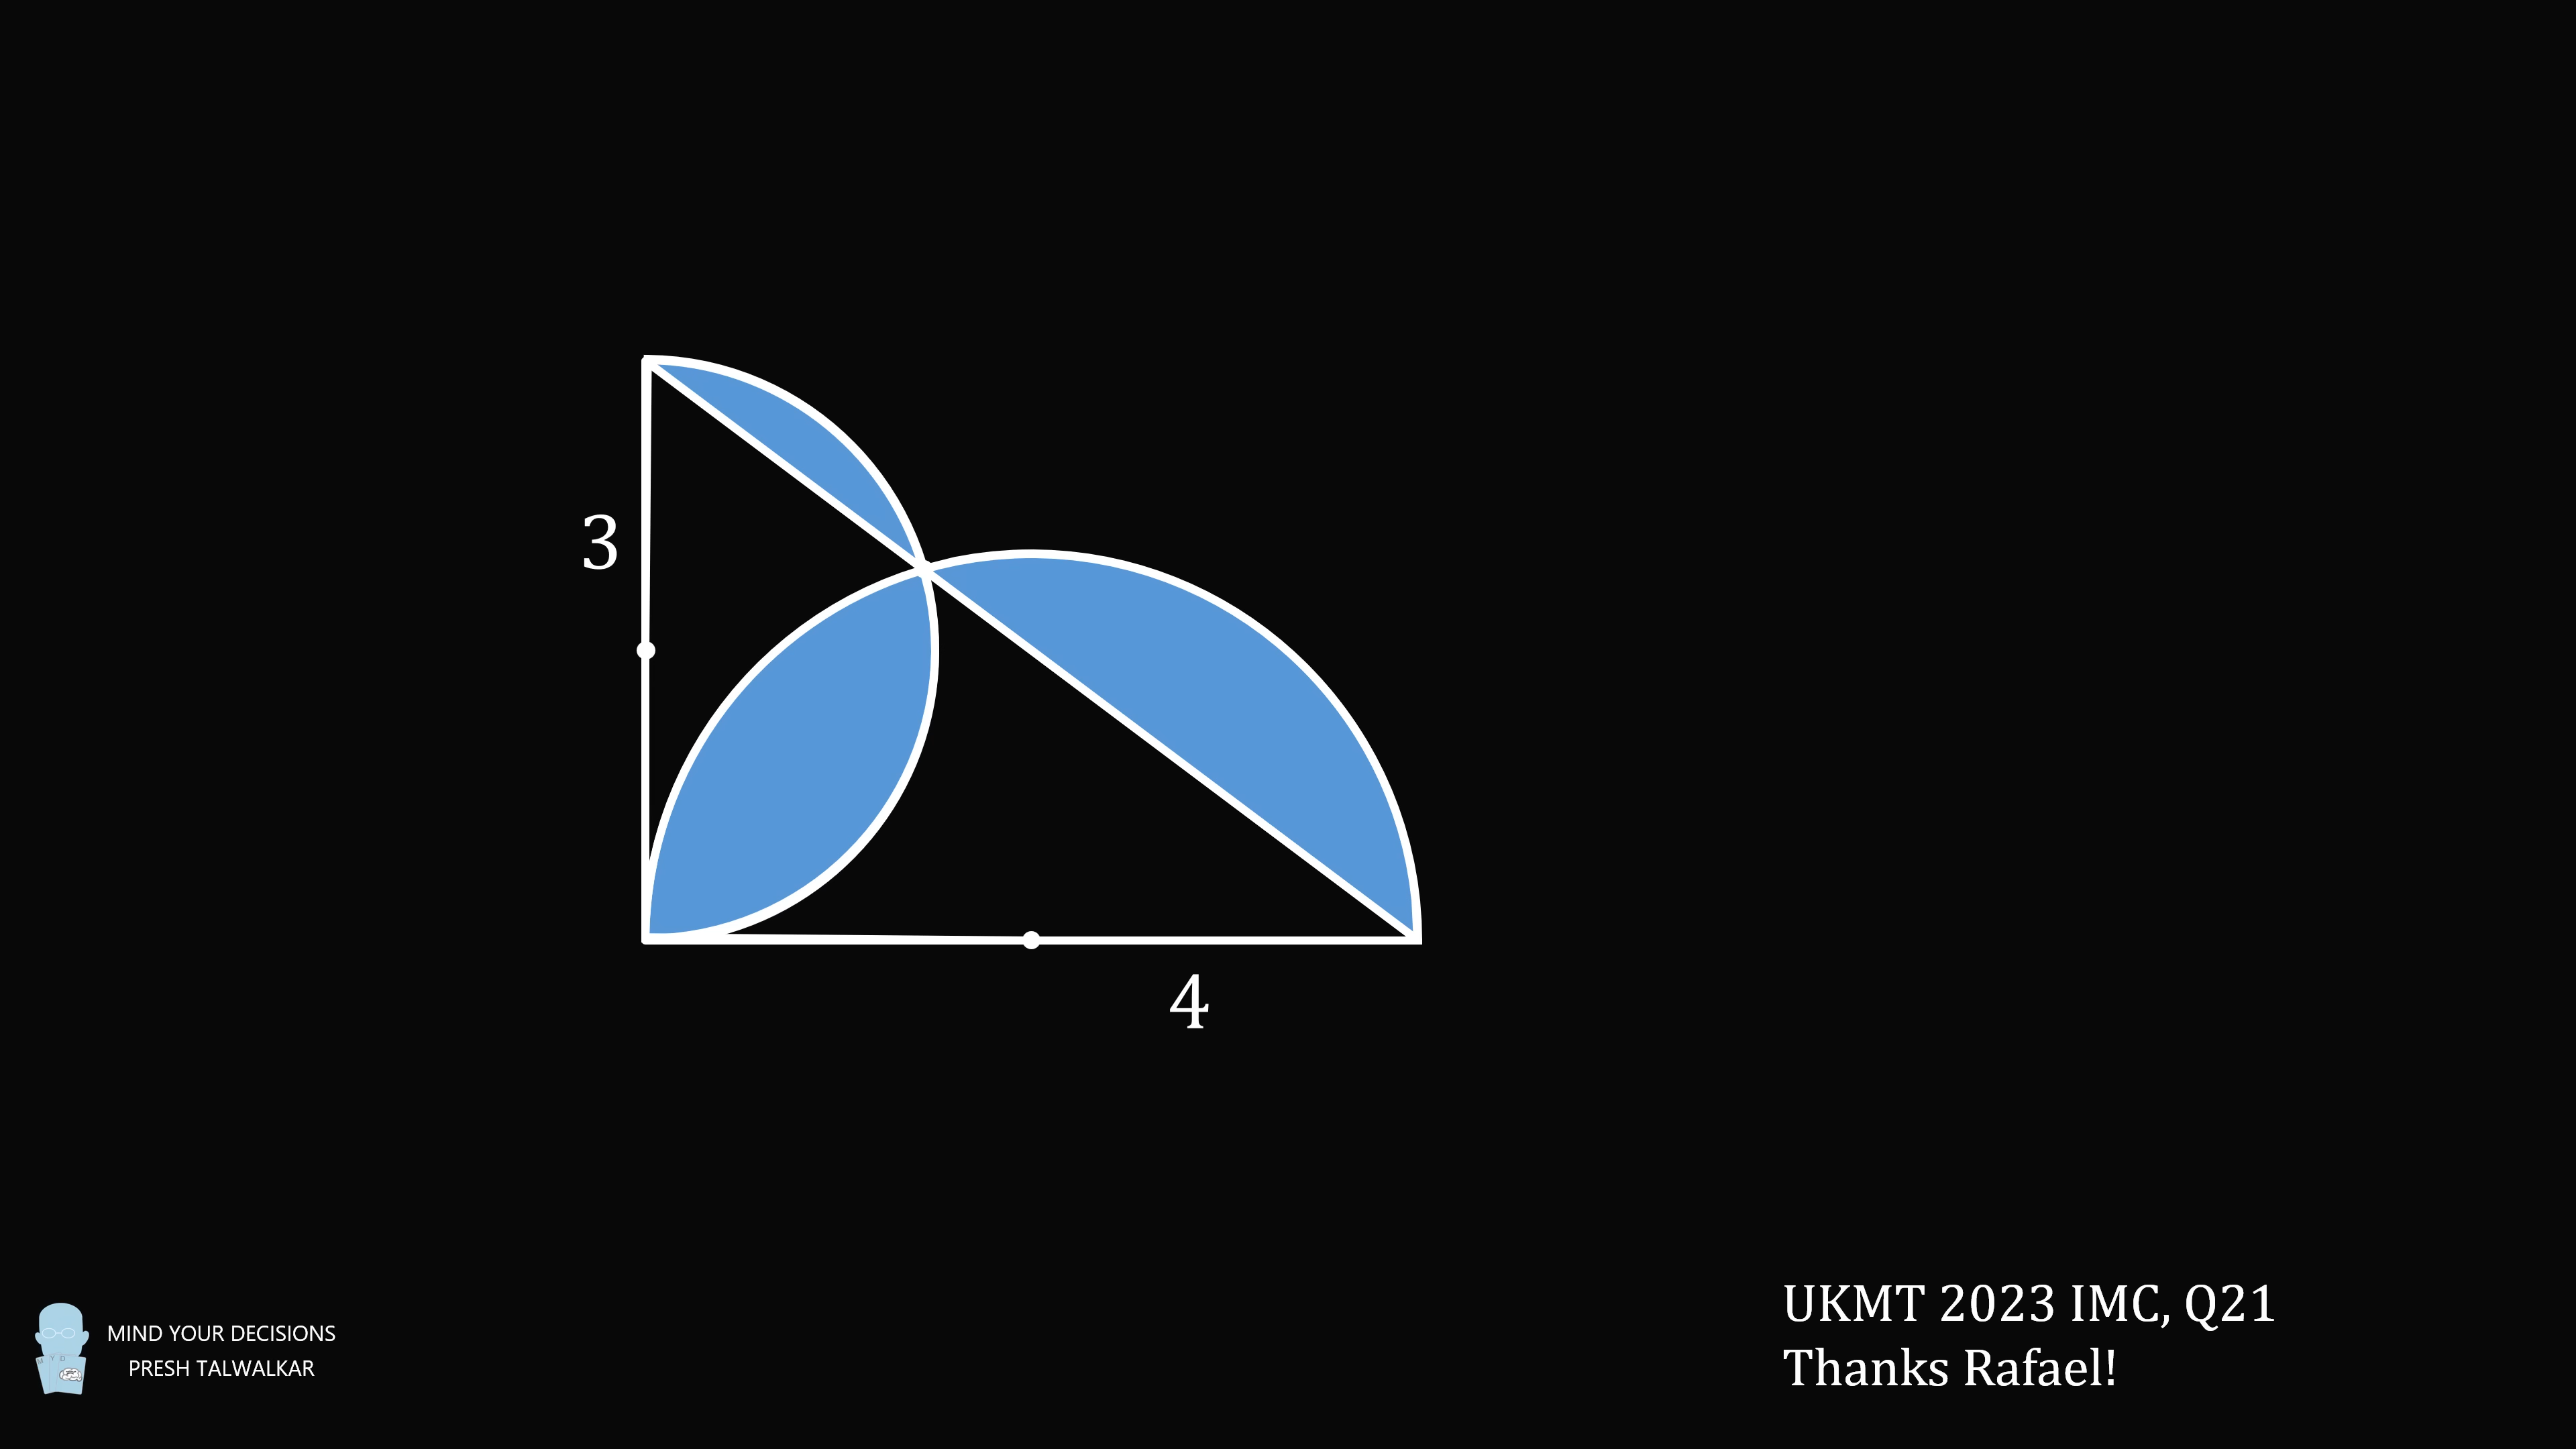 3
4
MIND YOUR DECISIONS
PRESH TALWALKAR
UKMT 2023 IMC, Q21
Thanks Rafael!